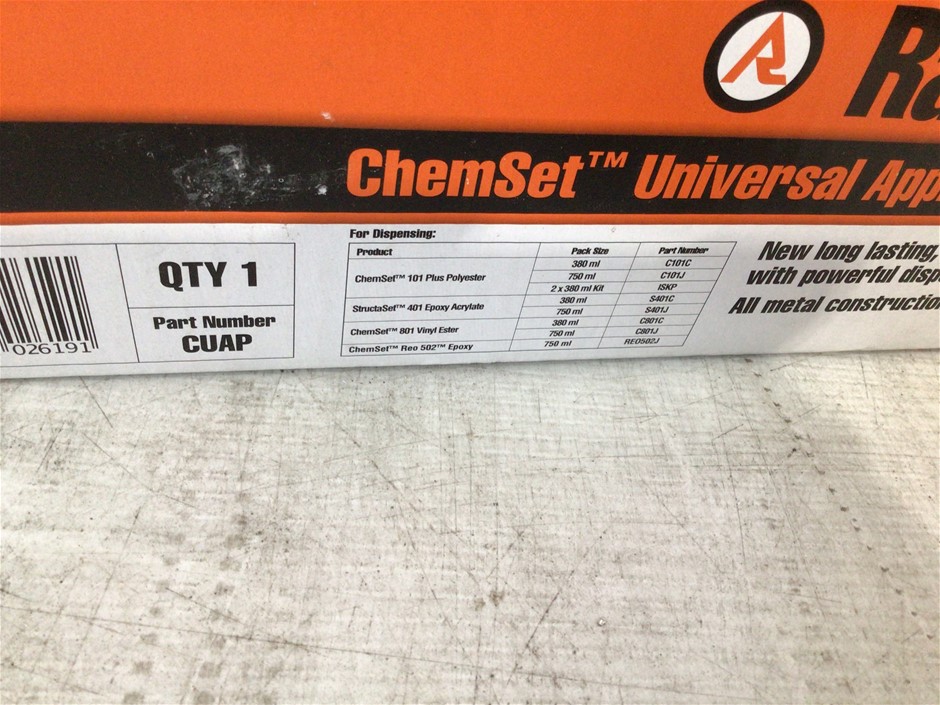 Ra
ChemSet™ Universal App
026191
QTY 1
Part Number
CUAP
For Dispensing:
Product Pack Size Part Number
ChemSet™ 101 Plus Polyester 380 ml C101C
750 ml C101J
2 x 380 ml Kit ISKP
StructaSet™ 401 Epoxy Acrylate 380 ml S401C
750 ml S401J
ChemSet™ 801 Vinyl Ester 380 ml C801C
750 ml C801J
ChemSet™ Reo 502™ Epoxy 750 ml REO502J
New long lasting,
with powerful disp
All metal constructio